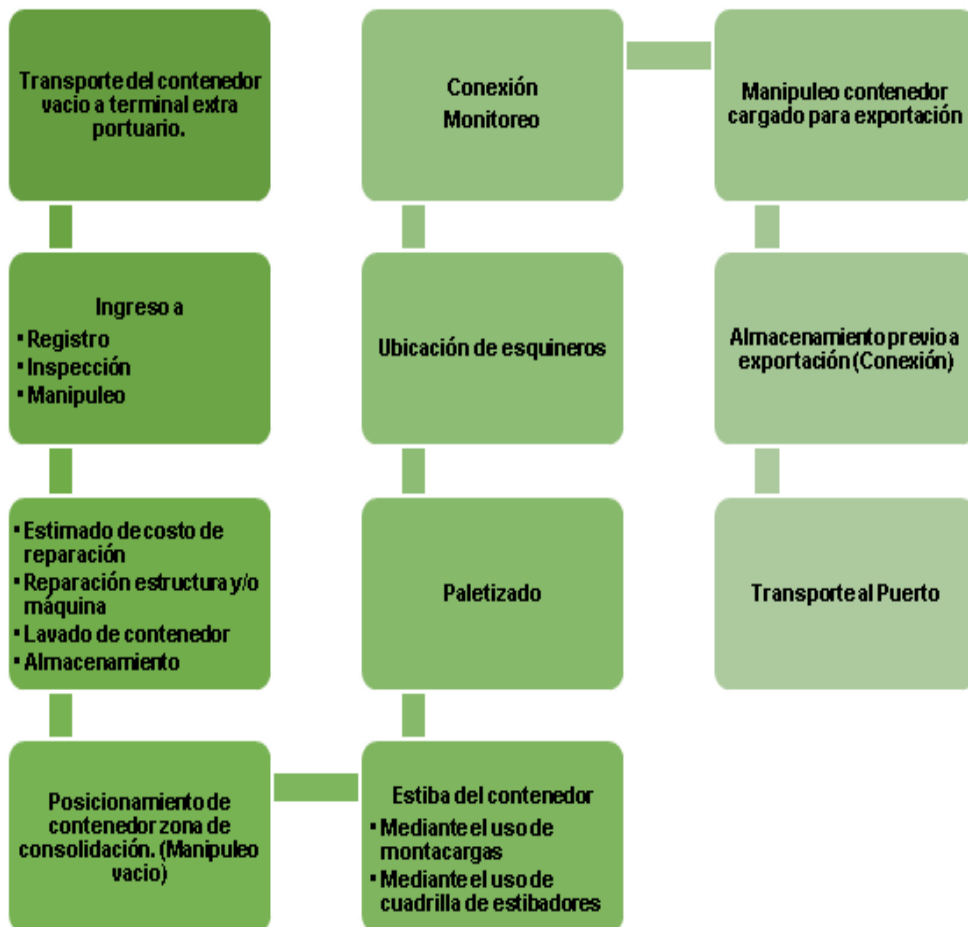 Transporte del contenedor
vacio a terminal extra
portuario.
Ingreso a
▪ Registro
▪ Inspección
▪ Manipuleo
▪ Estimado de costo de
reparación
▪ Reparación estructura y/o
máquina
▪ Lavado de contenedor
▪ Almacenamiento
Posicionamiento de
contenedor zona de
consolidación. (Manipuleo
vacio)
Estiba del contenedor
▪ Mediante el uso de
montacargas
▪ Mediante el uso de
cuadrilla de estibadores
Paletizado
Ubicación de esquineros
Conexión
Monitoreo
Manipuleo contenedor
cargado para exportación
Almacenamiento previo a
exportación (Conexión)
Transporte al Puerto